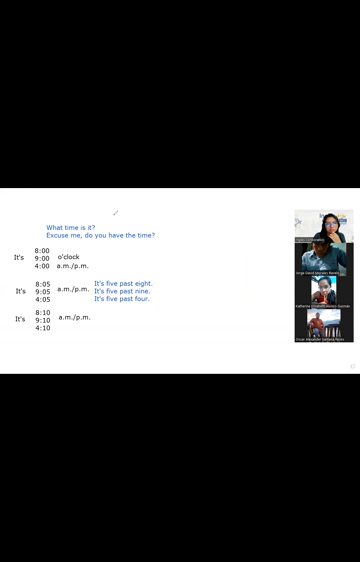 What time is it?
Excuse me, do you have the time?
8:00
It's 9:00 o'clock
4:00 a.m./p.m.
8:05 It's five past eight.
It's 9:05 a.m./p.m. It's five past nine.
4:05 It's five past four.
8:10
It's 9:10 a.m./p.m.
4:10